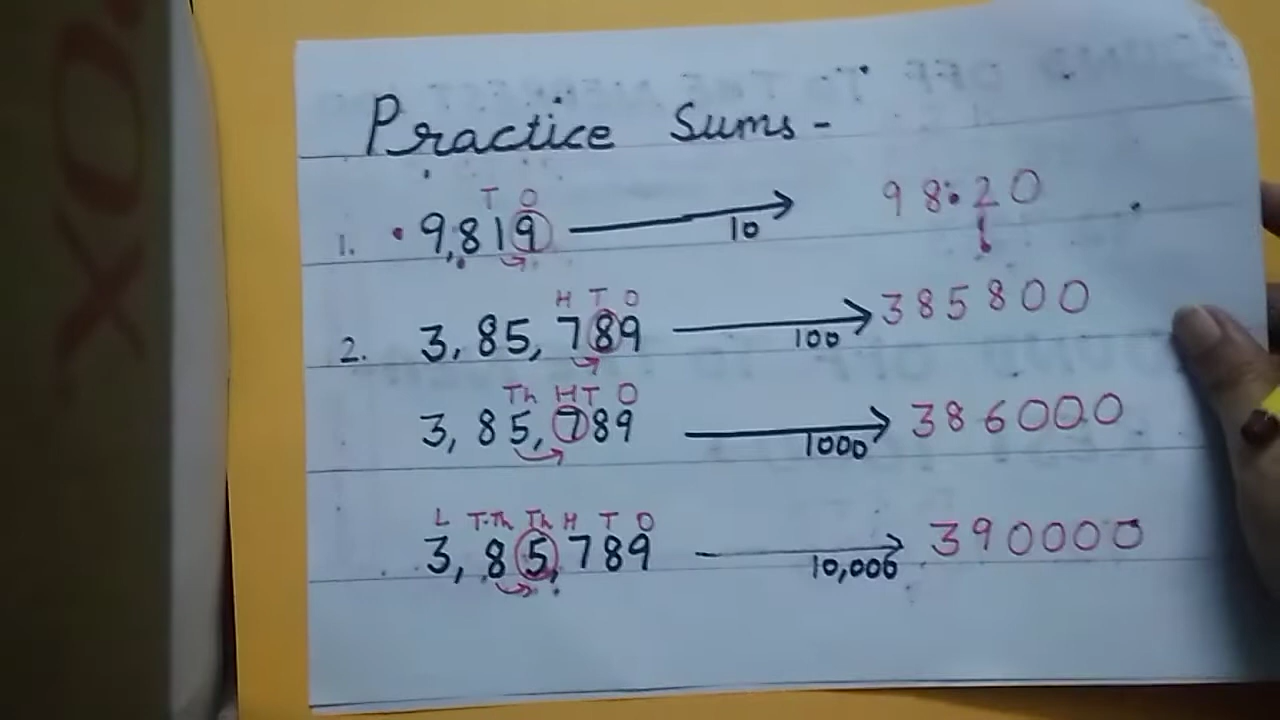 Practice Sums -
T O
1. 9,819 → 10 9820
H T O
2. 3,85,789 → 100 385800
Th H T O
3,85,789 → 1000 386000
L T.Th Th H T O
3,85,789 → 10,000 390000